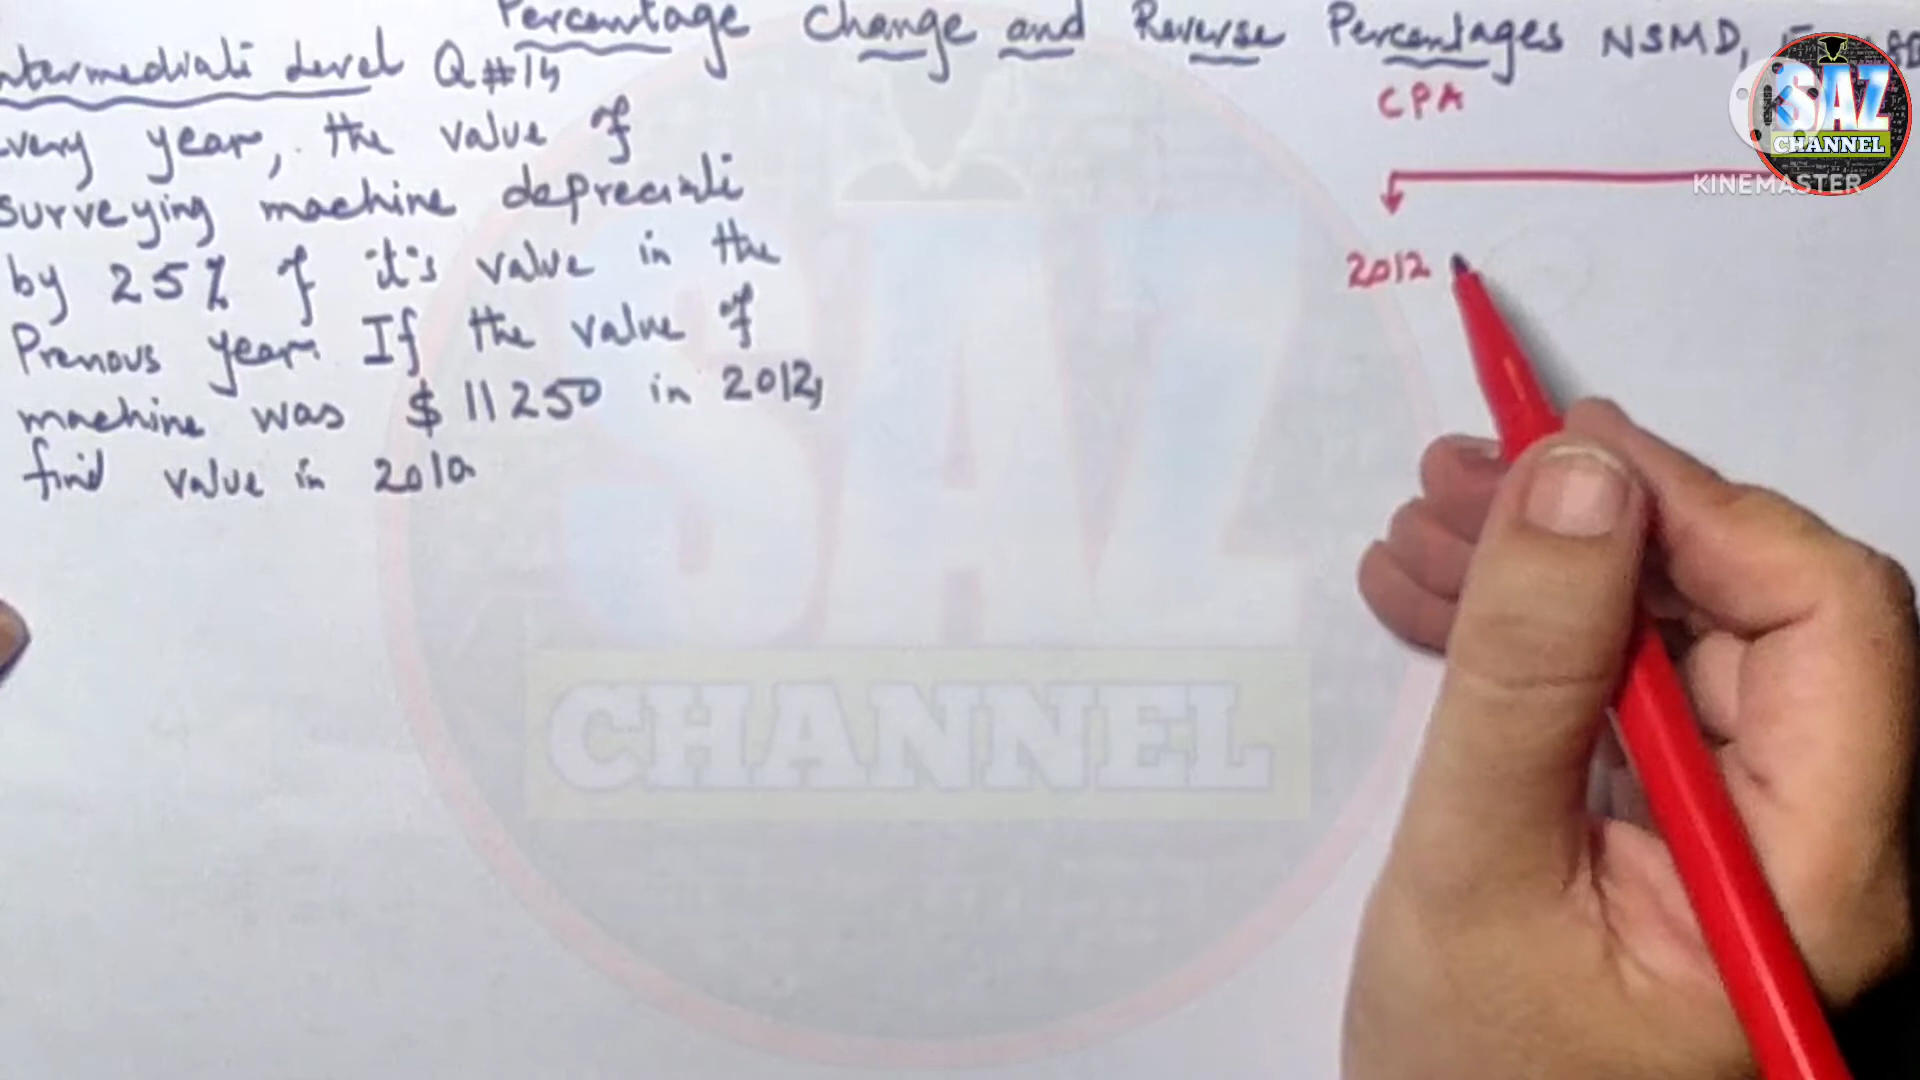 Percentage Change and Reverse Percentages NSMD,
ntermediate Level Q#14
every year, the value of
surveying machine depreciate
by 25% of it's value in the
Previous year. If the value of
machine was $11250 in 2012,
find value in 2010
CPA
2012
SAZ
CHANNEL
KINEMASTER
SAZ
CHANNEL